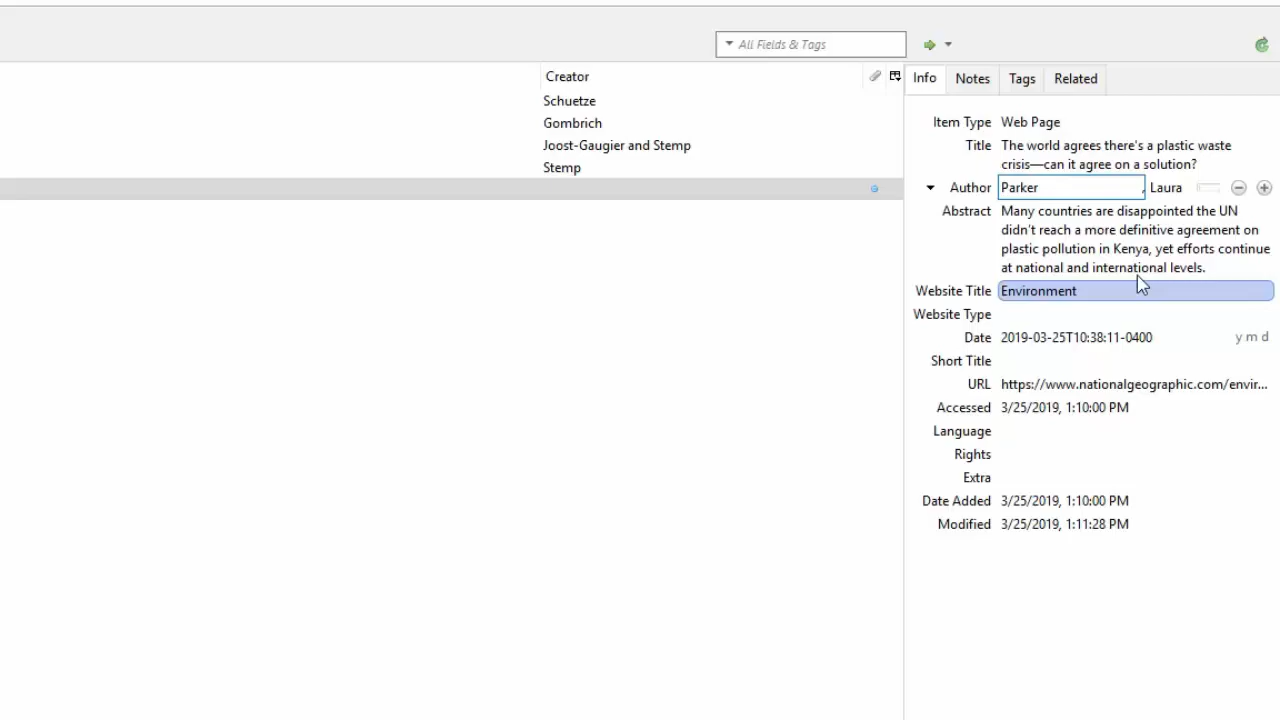 All Fields & Tags
Creator
Schuetze
Gombrich
Joost-Gaugier and Stemp
Stemp
Info Notes Tags Related
Item Type Web Page
Title The world agrees there's a plastic waste
crisis—can it agree on a solution?
Author Parker , Laura
Abstract Many countries are disappointed the UN
didn't reach a more definitive agreement on
plastic pollution in Kenya, yet efforts continue
at national and international levels.
Website Title Environment
Website Type
Date 2019-03-25T10:38:11-0400 y m d
Short Title
URL https://www.nationalgeographic.com/envir...
Accessed 3/25/2019, 1:10:00 PM
Language
Rights
Extra
Date Added 3/25/2019, 1:10:00 PM
Modified 3/25/2019, 1:11:28 PM